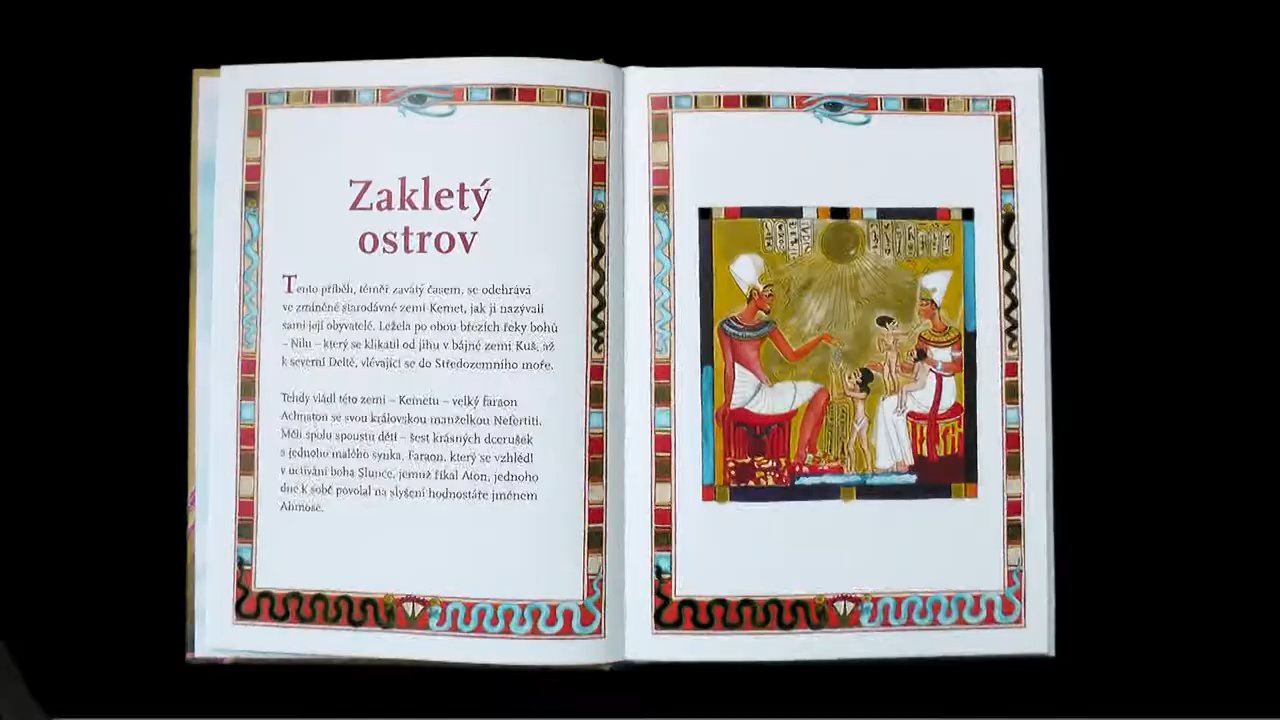 Zakletý
ostrov
Tento příběh, téměř zavátý časem, se odehrává
ve zmíněné starodávné zemi Kemet, jak ji nazývali
sami její obyvatelé. Ležela po obou březích řeky bohů
– Nilu – který se klikatil od jihu v bájné zemi Kuš, až
k severní Deltě, vlévající se do Středozemního moře.
Tehdy vládl této zemi – Kemetu – velký faraon
Achnaton se svou královskou manželkou Nefertiti.
Měli spolu spoustu dětí – šest krásných dcerušek
a jednoho malého synka. Faraon, který se vzhlédl
v uctívání boha Slunce, jemuž říkal Aton, jednoho
dne k sobě povolal na slyšení hodnostáře jménem
Ahmose.